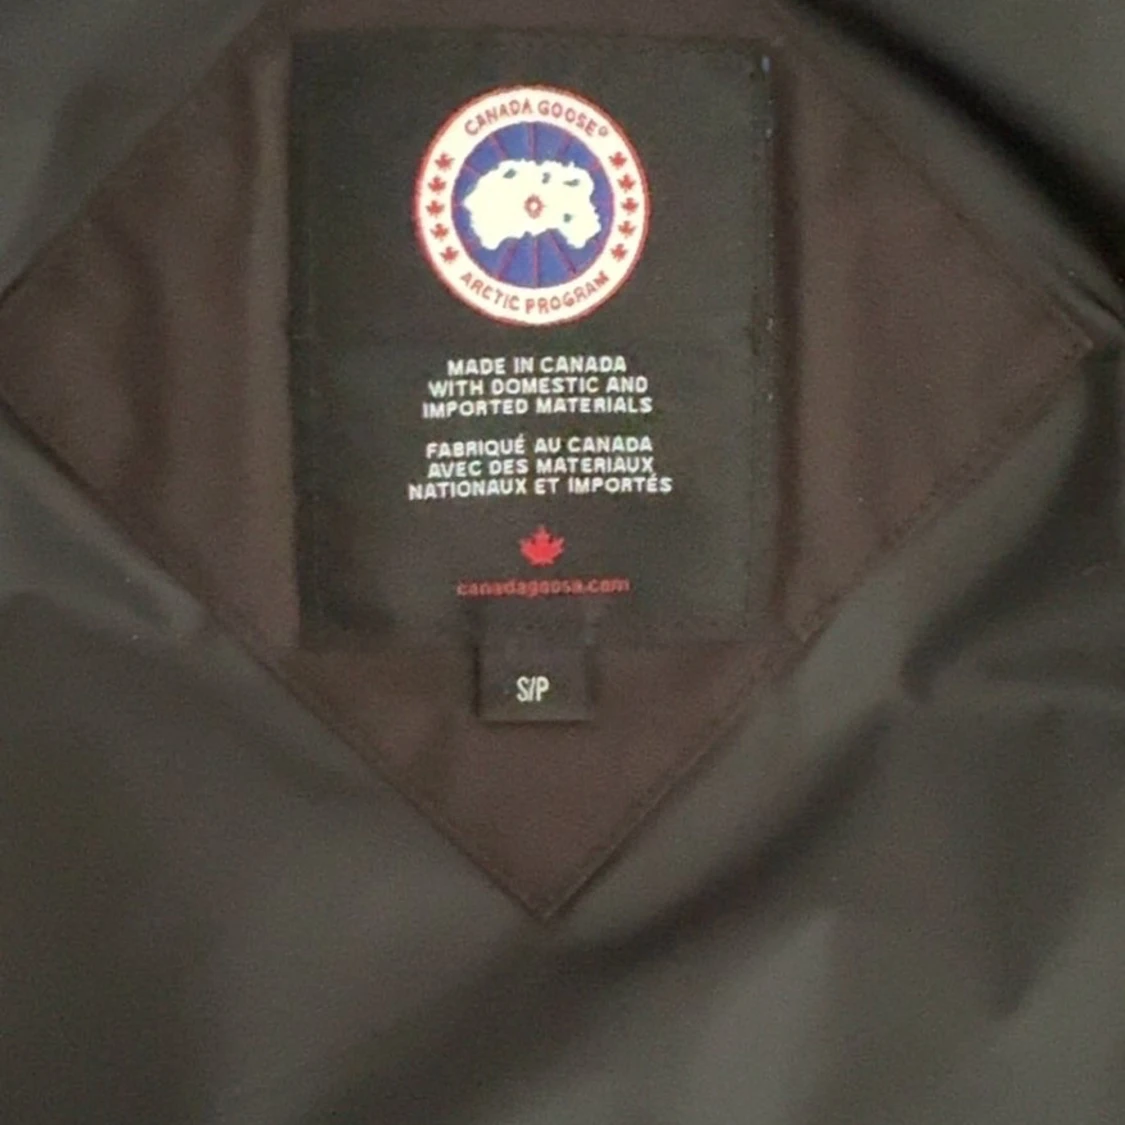 CANADA GOOSE®
ARCTIC PROGRAM
MADE IN CANADA
WITH DOMESTIC AND
IMPORTED MATERIALS
FABRIQUÉ AU CANADA
AVEC DES MATERIAUX
NATIONAUX ET IMPORTÉS
canadagoose.com
S/P